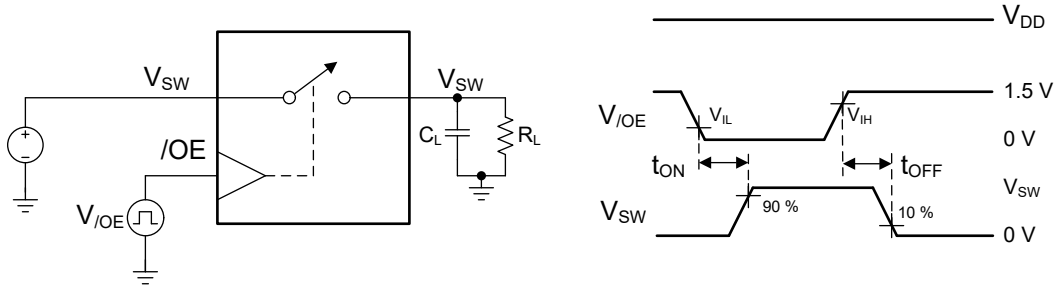 V_SW
V_SW
/OE
C_L
R_L
V_/OE
V_DD
V_/OE
V_IL
V_IH
1.5 V
0 V
t_ON
t_OFF
V_SW
90 %
10 %
V_SW
0 V